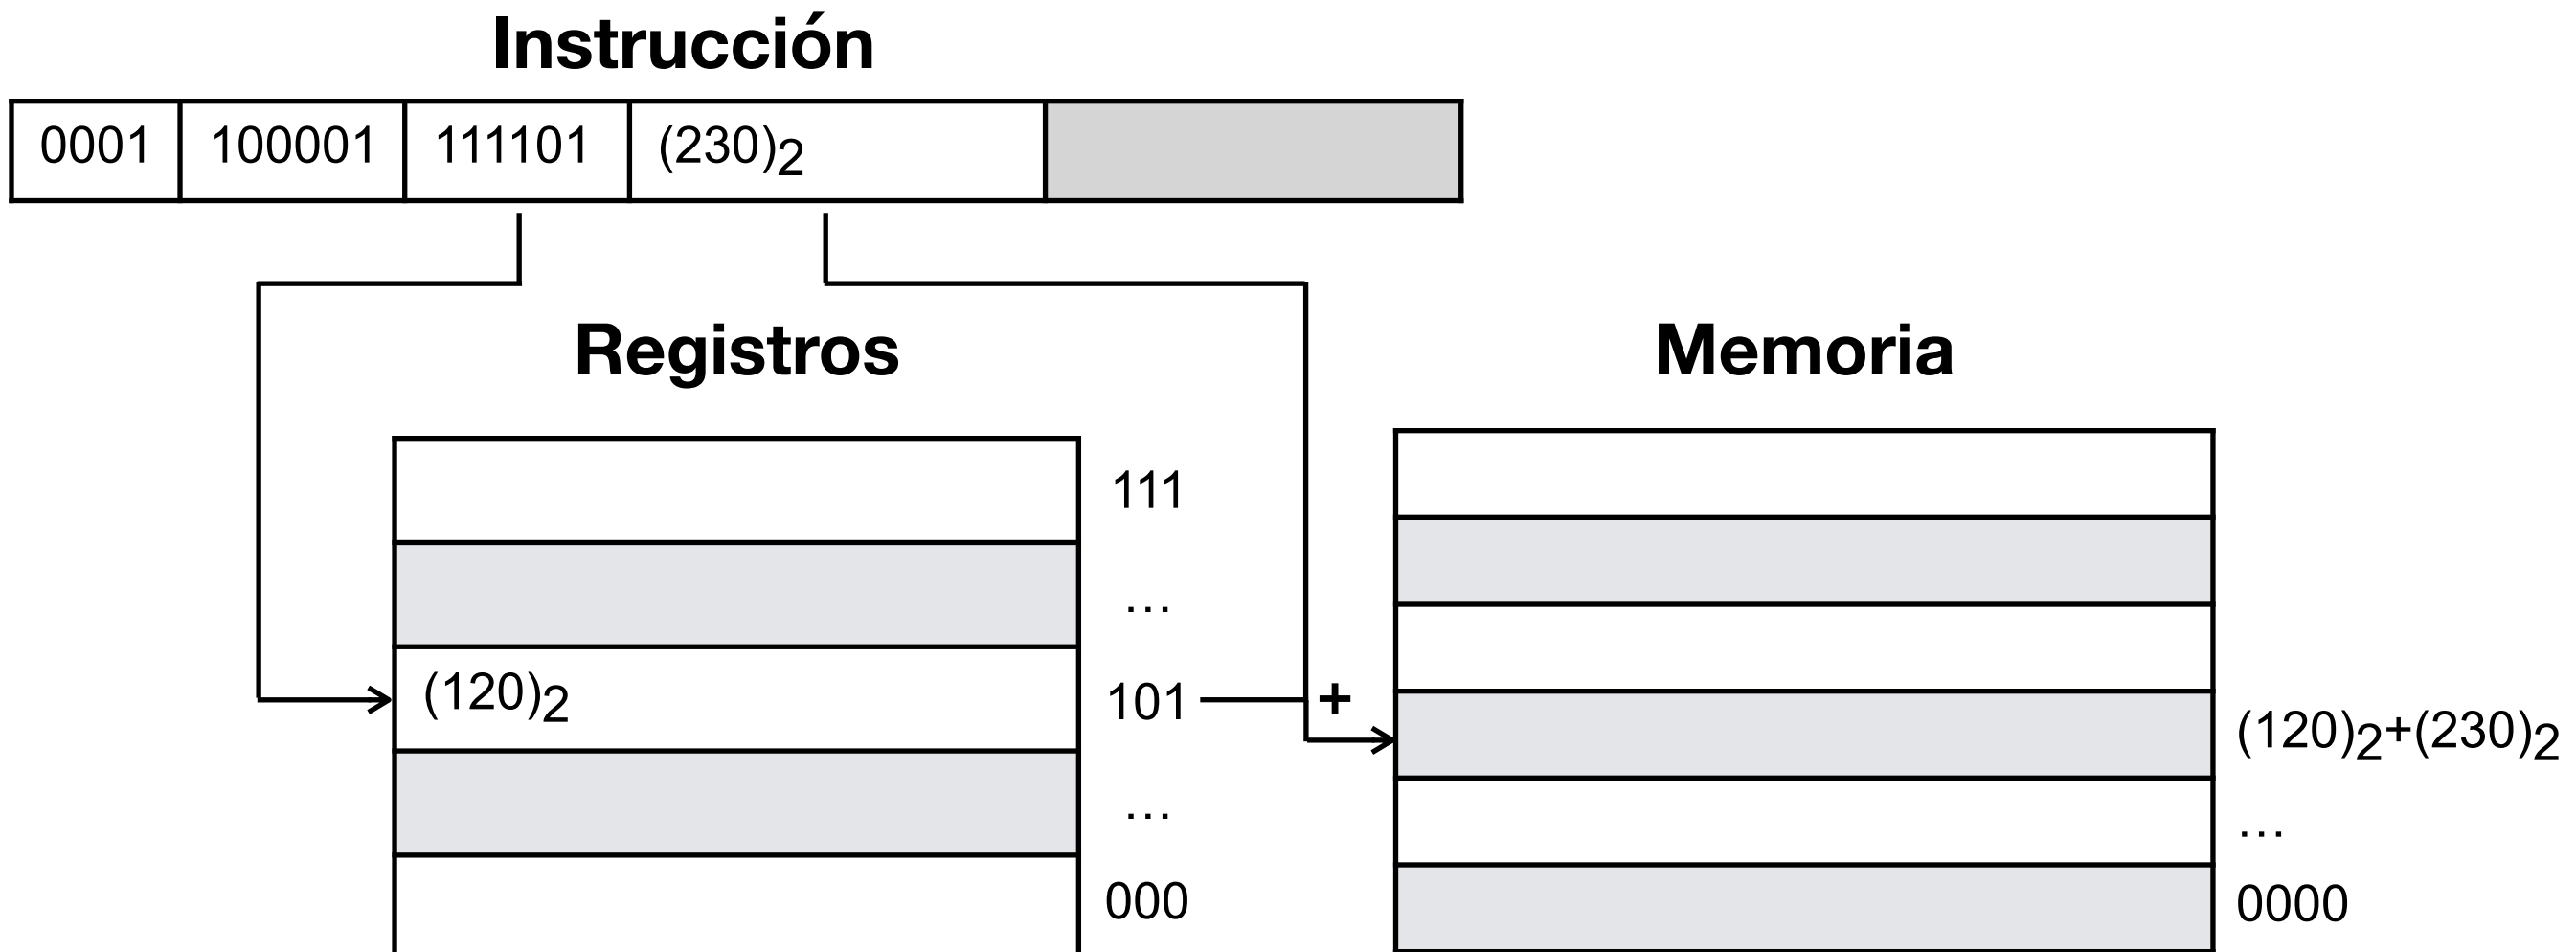 Instrucción
0001 100001 111101 (230)2
Registros
Memoria
111
…
(120)2 101 +
(120)2+(230)2
…
…
000
0000